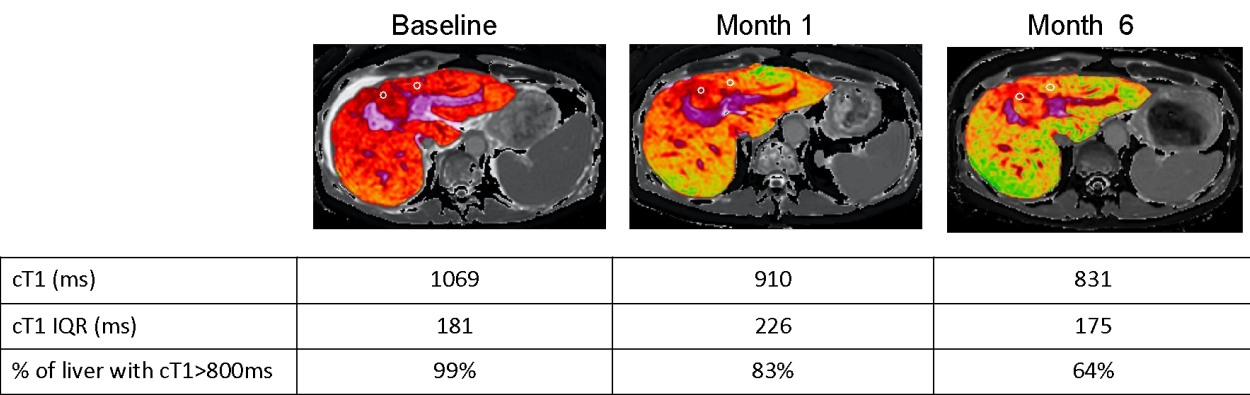 Baseline Month 1 Month 6
cT1 (ms) 1069 910 831
cT1 IQR (ms) 181 226 175
% of liver with cT1>800ms 99% 83% 64%